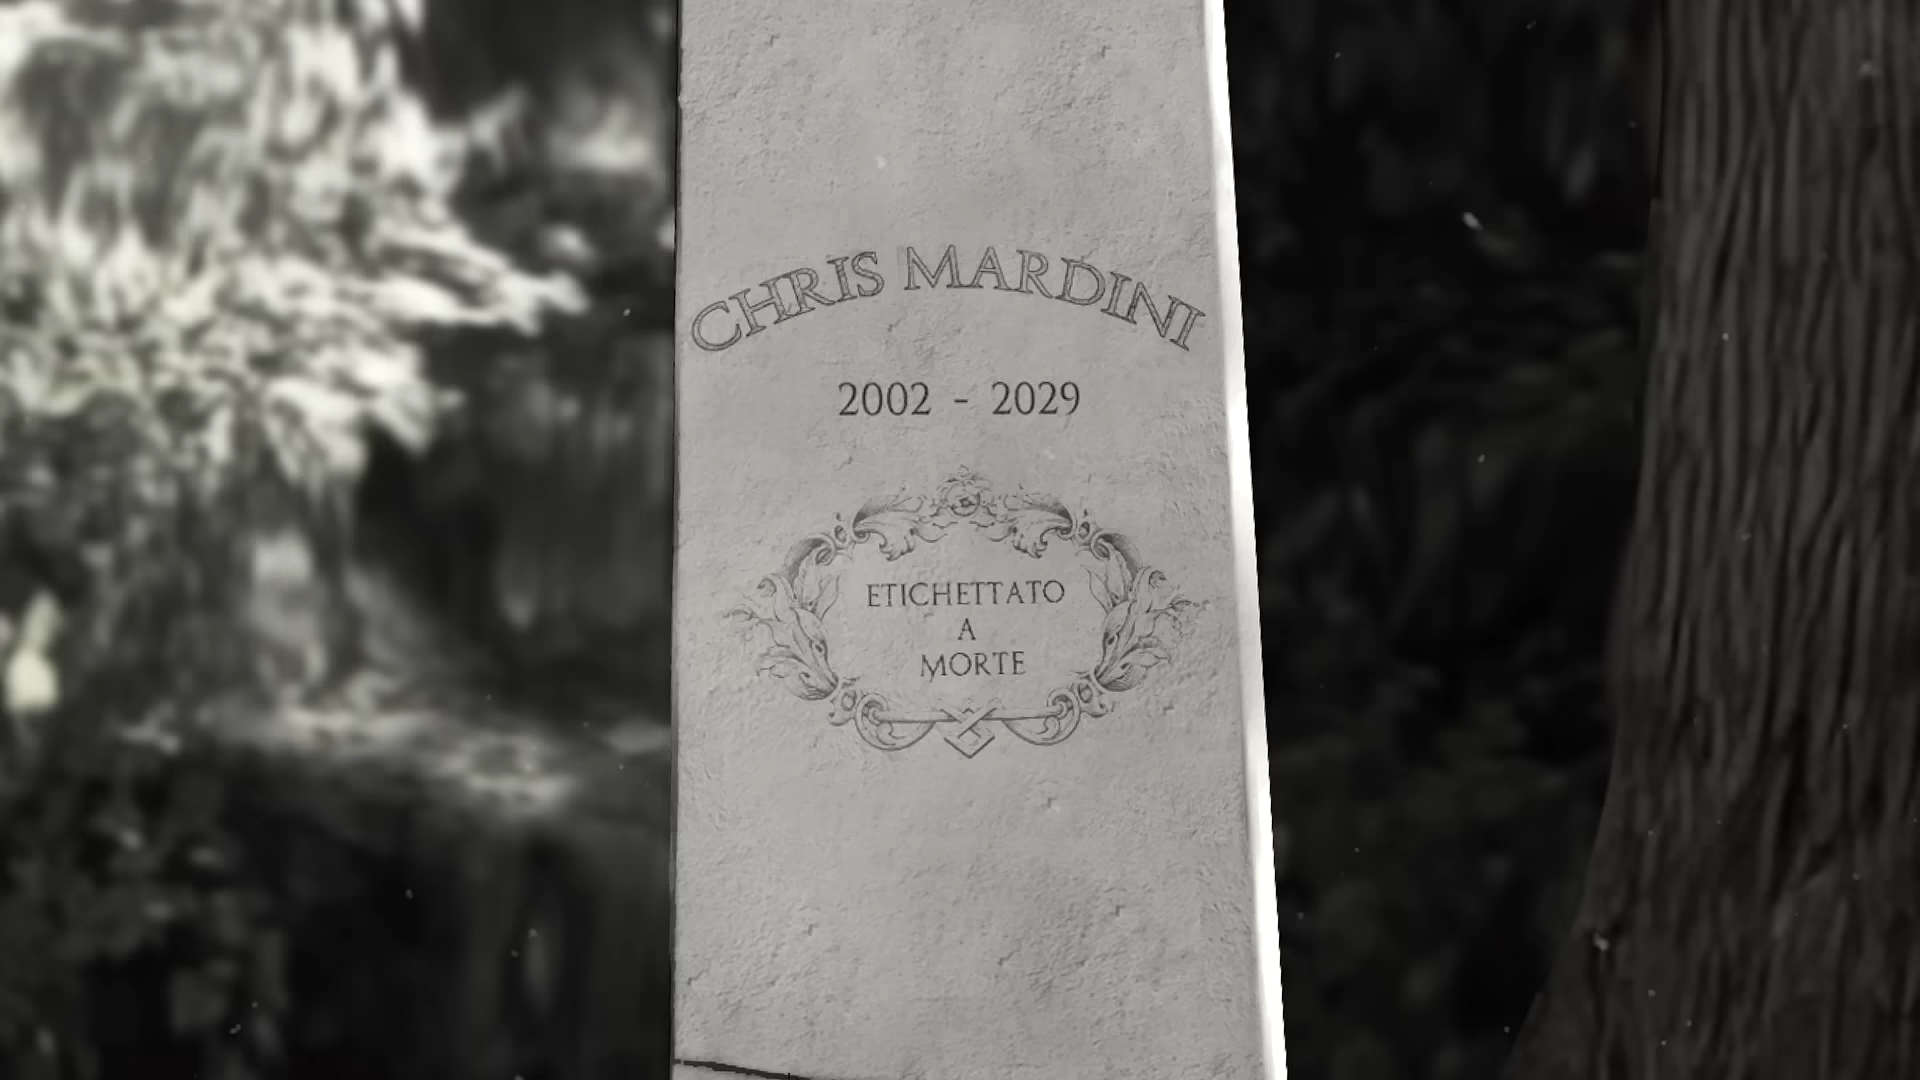 CHRIS MARDINI
2002 - 2029
ETICHETTATO
A
MORTE